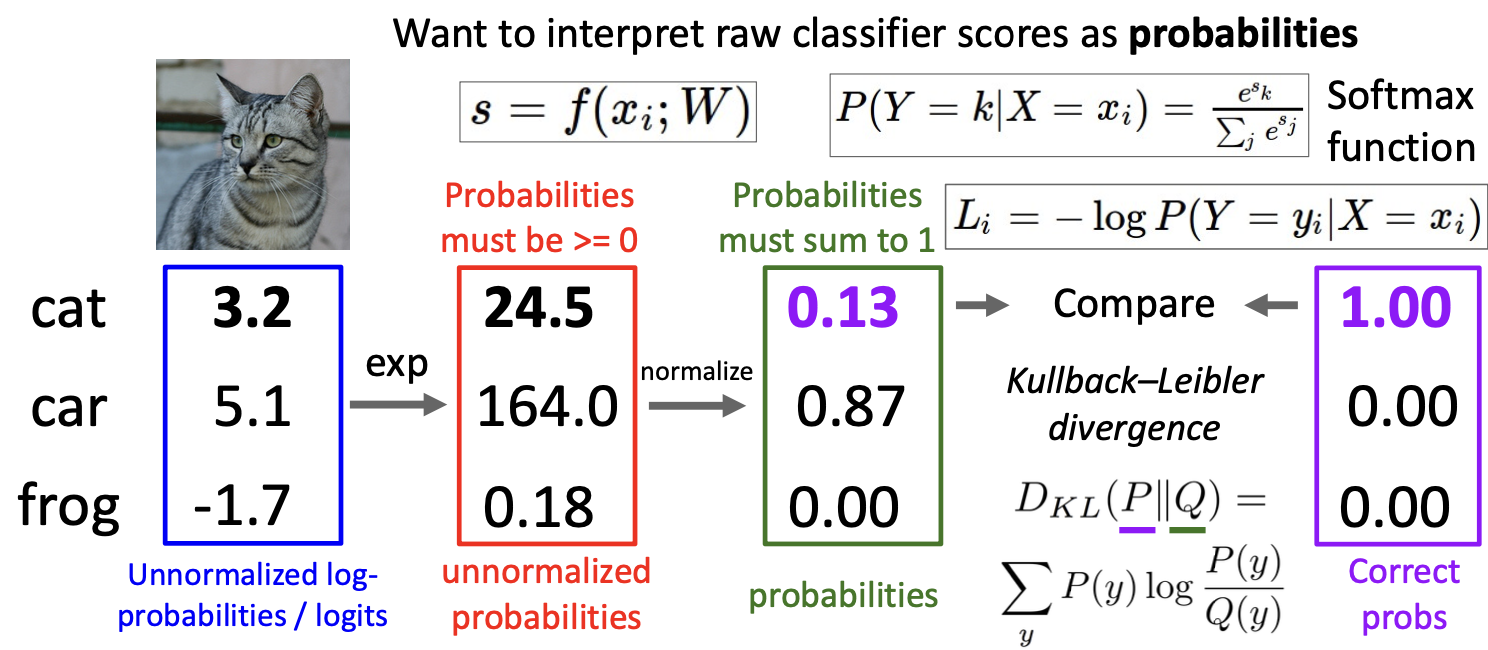 Want to interpret raw classifier scores as probabilities
s = f(x_i; W)
P(Y = k|X = x_i) = \frac{e^{s_k}}{\sum_j e^{s_j}}
Softmax
function
Probabilities
must be >= 0
Probabilities
must sum to 1
L_i = − log P(Y = y_i|X = x_i)
cat 3.2 24.5 0.13 Compare 1.00
exp
normalize
Kullback–Leibler
divergence
car 5.1 164.0 0.87 0.00
frog -1.7 0.18 0.00 0.00
D_{KL}(P||Q) =
\sum_y P(y) log \frac{P(y)}{Q(y)}
Unnormalized log-
probabilities / logits
unnormalized
probabilities
probabilities
Correct
probs